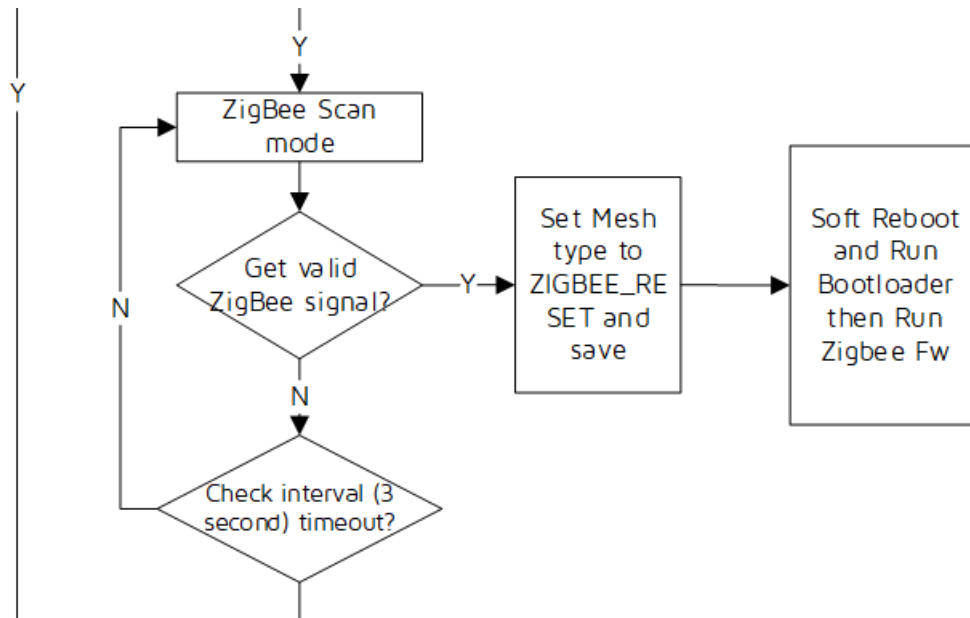 Y
Y
ZigBee Scan
mode
Get valid
ZigBee signal?
Y
Set Mesh
type to
ZIGBEE_RE
SET and
save
Soft Reboot
and Run
Bootloader
then Run
Zigbee Fw
N
N
Check interval (3
second) timeout?